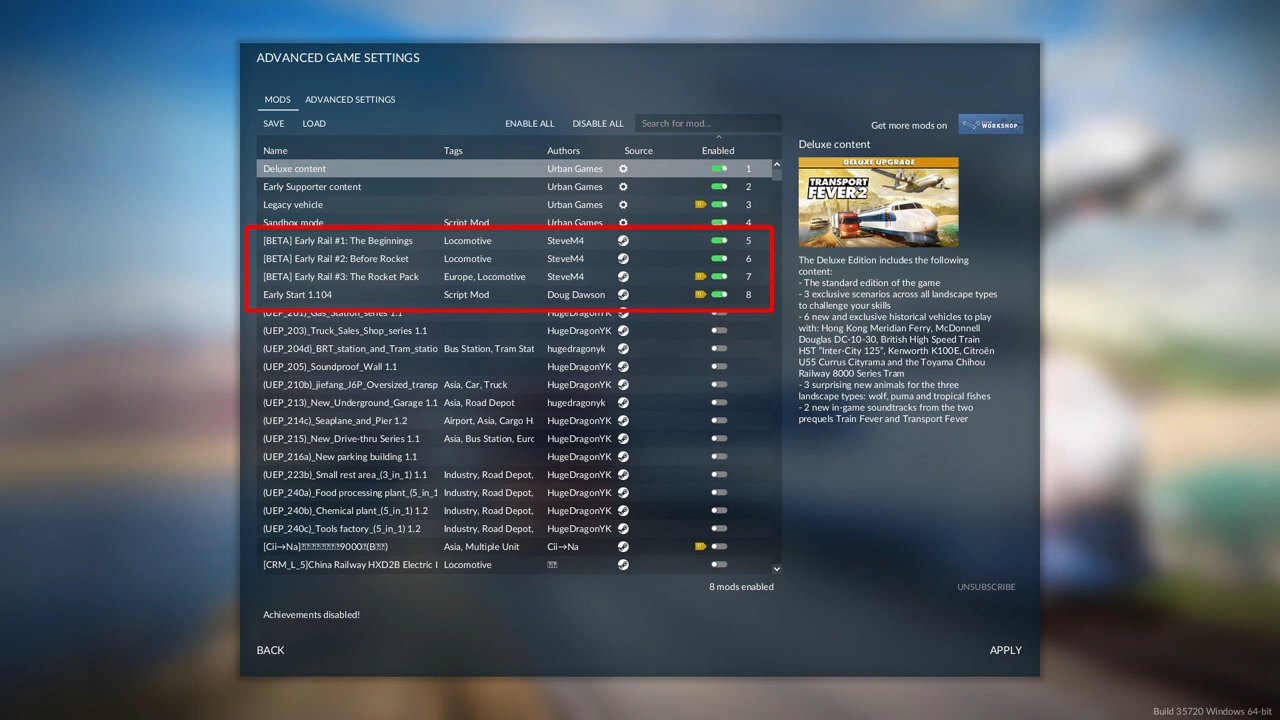 ADVANCED GAME SETTINGS
MODS ADVANCED SETTINGS
SAVE LOAD ENABLE ALL DISABLE ALL Search for mod...
Get more mods on WORKSHOP
Name Tags Authors Source Enabled
Deluxe content Urban Games 1
Early Supporter content Urban Games 2
Legacy vehicle Urban Games 3
Sandbox mode Script Mod Urban Games 4
[BETA] Early Rail #1: The Beginnings Locomotive SteveM4 5
[BETA] Early Rail #2: Before Rocket Locomotive SteveM4 6
[BETA] Early Rail #3: The Rocket Pack Europe, Locomotive SteveM4 7
Early Start 1.104 Script Mod Doug Dawson 8
(UEP_201)_Gas_Station_series 1.1 HugeDragonYK
(UEP_203)_Truck_Sales_Shop_series 1.1 HugeDragonYK
(UEP_204d)_BRT_station_and_Tram_statio Bus Station, Tram Stat hugedragonyk
(UEP_205)_Soundproof_Wall 1.1 HugeDragonYK
(UEP_210b)_jiefang_J6P_Oversized_transp Asia, Car, Truck HugeDragonYK
(UEP_213)_New_Underground_Garage 1.1 Asia, Road Depot hugedragonyk
(UEP_214c)_Seaplane_and_Pier 1.2 Airport, Asia, Cargo H HugeDragonYK
(UEP_215)_New_Drive-thru Series 1.1 Asia, Bus Station, Euro HugeDragonYK
(UEP_216a)_New parking building 1.1 HugeDragonYK
(UEP_223b)_Small rest area_(3_in_1) 1.1 Industry, Road Depot, HugeDragonYK
(UEP_240a)_Food processing plant_(5_in_1 Industry, Road Depot, HugeDragonYK
(UEP_240b)_Chemical plant_(5_in_1) 1.2 Industry, Road Depot, HugeDragonYK
(UEP_240c)_Tools factory_(5_in_1) 1.2 Industry, Road Depot, HugeDragonYK
[Cii→Na] 9000 (B ) Asia, Multiple Unit Cii→Na
[CRM_L_5]China Railway HXD2B Electric l Locomotive
8 mods enabled
Achievements disabled!
BACK
Deluxe content
DELUXE UPGRADE
TRANSPORT
FEVER 2
The Deluxe Edition includes the following
content:
- The standard edition of the game
- 3 exclusive scenarios across all landscape types
to challenge your skills
- 6 new and exclusive historical vehicles to play
with: Hong Kong Meridian Ferry, McDonnell
Douglas DC-10-30, British High Speed Train
HST "Inter-City 125", Kenworth K100E, Citroën
U55 Currus Cityrama and the Toyama Chihou
Railway 8000 Series Tram
- 3 surprising new animals for the three
landscape types: wolf, puma and tropical fishes
- 2 new in-game soundtracks from the two
prequels Train Fever and Transport Fever
UNSUBSCRIBE
APPLY
Build 35720 Windows 64-bit